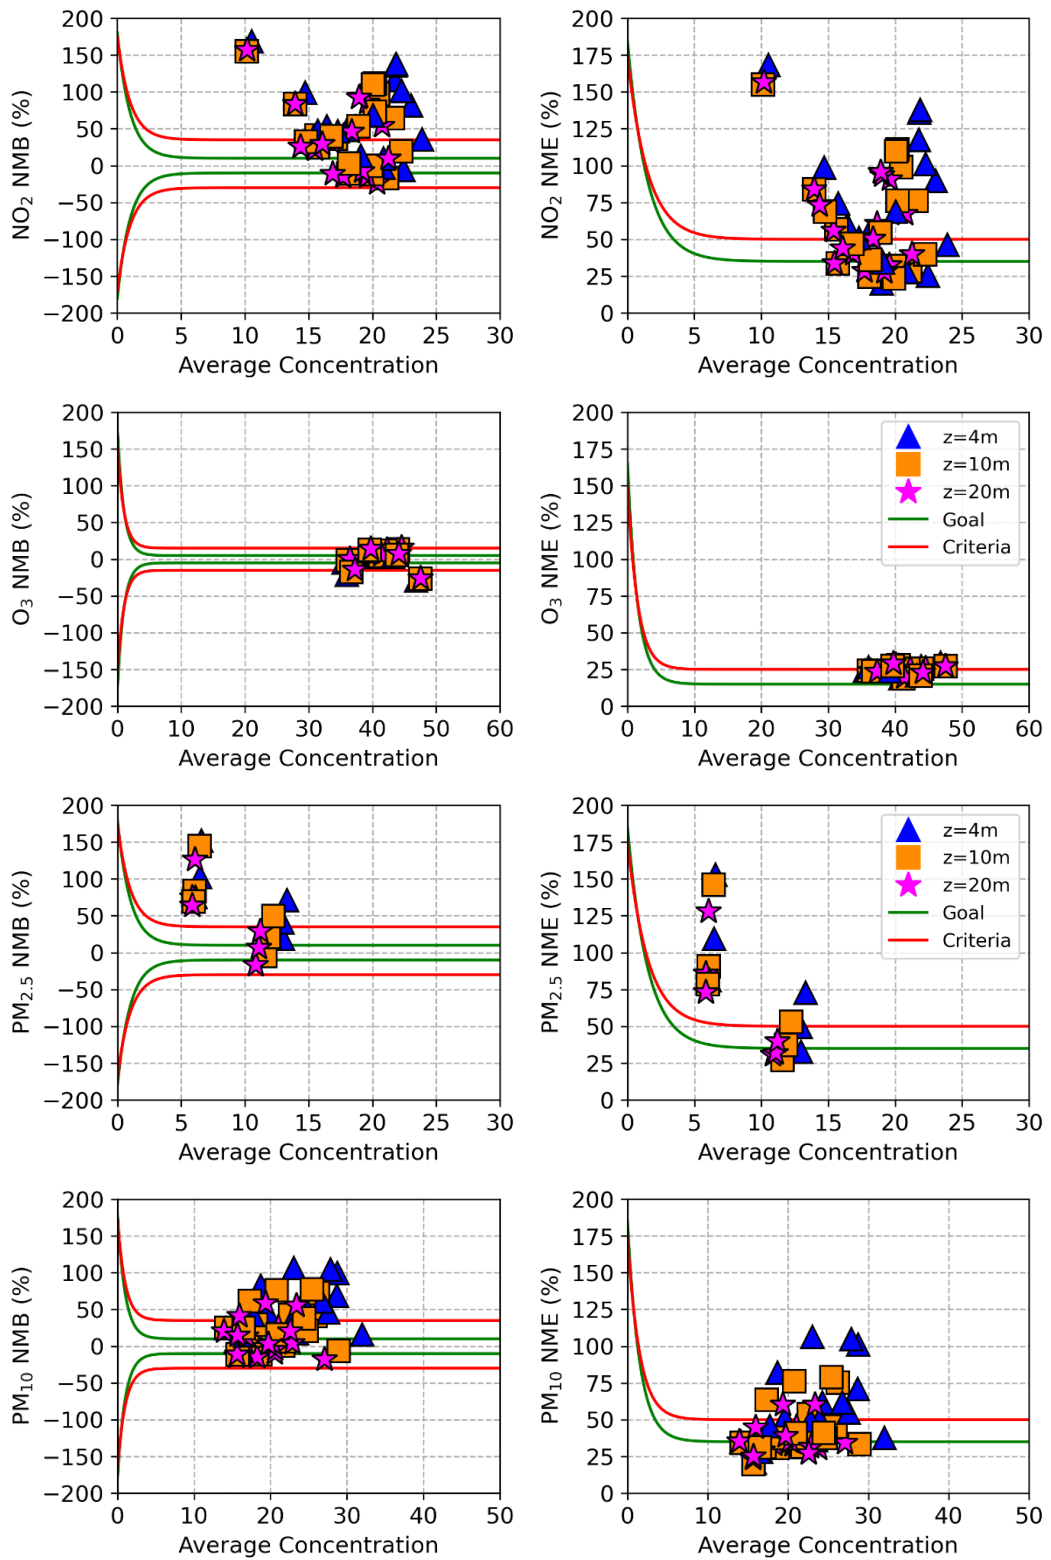 200
150
100
50
0
−50
−100
−150
−200
NO₂ NMB (%)
0 5 10 15 20 25 30
Average Concentration
200
175
150
125
100
75
50
25
0
NO₂ NME (%)
0 5 10 15 20 25 30
Average Concentration
200
150
100
50
0
−50
−100
−150
−200
O₃ NMB (%)
0 10 20 30 40 50 60
Average Concentration
200
175
150
125
100
75
50
25
0
O₃ NME (%)
z=4m
z=10m
z=20m
Goal
Criteria
0 10 20 30 40 50 60
Average Concentration
200
150
100
50
0
−50
−100
−150
−200
PM₂.₅ NMB (%)
0 5 10 15 20 25 30
Average Concentration
200
175
150
125
100
75
50
25
0
PM₂.₅ NME (%)
z=4m
z=10m
z=20m
Goal
Criteria
0 5 10 15 20 25 30
Average Concentration
200
150
100
50
0
−50
−100
−150
−200
PM₁₀ NMB (%)
0 10 20 30 40 50
Average Concentration
200
175
150
125
100
75
50
25
0
PM₁₀ NME (%)
0 10 20 30 40 50
Average Concentration